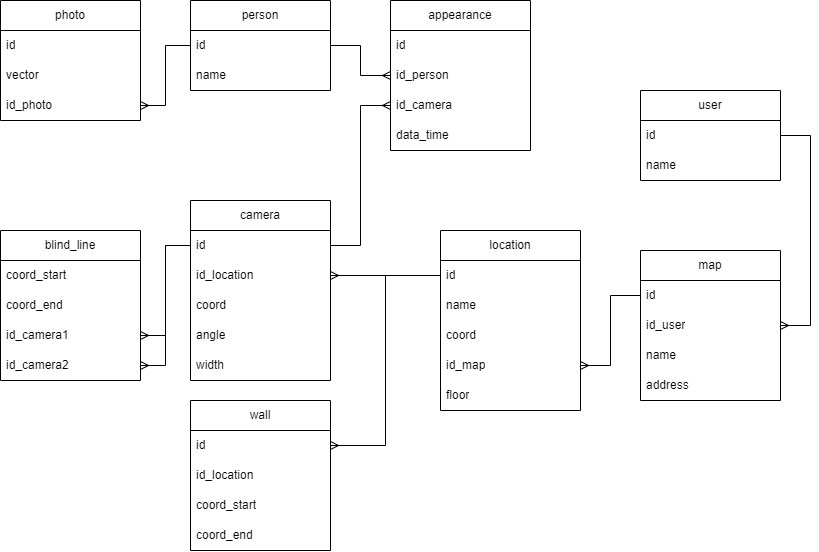 photo
id
vector
id_photo
person
id
name
appearance
id
id_person
id_camera
data_time
user
id
name
blind_line
coord_start
coord_end
id_camera1
id_camera2
camera
id
id_location
coord
angle
width
location
id
name
coord
id_map
floor
map
id
id_user
name
address
wall
id
id_location
coord_start
coord_end